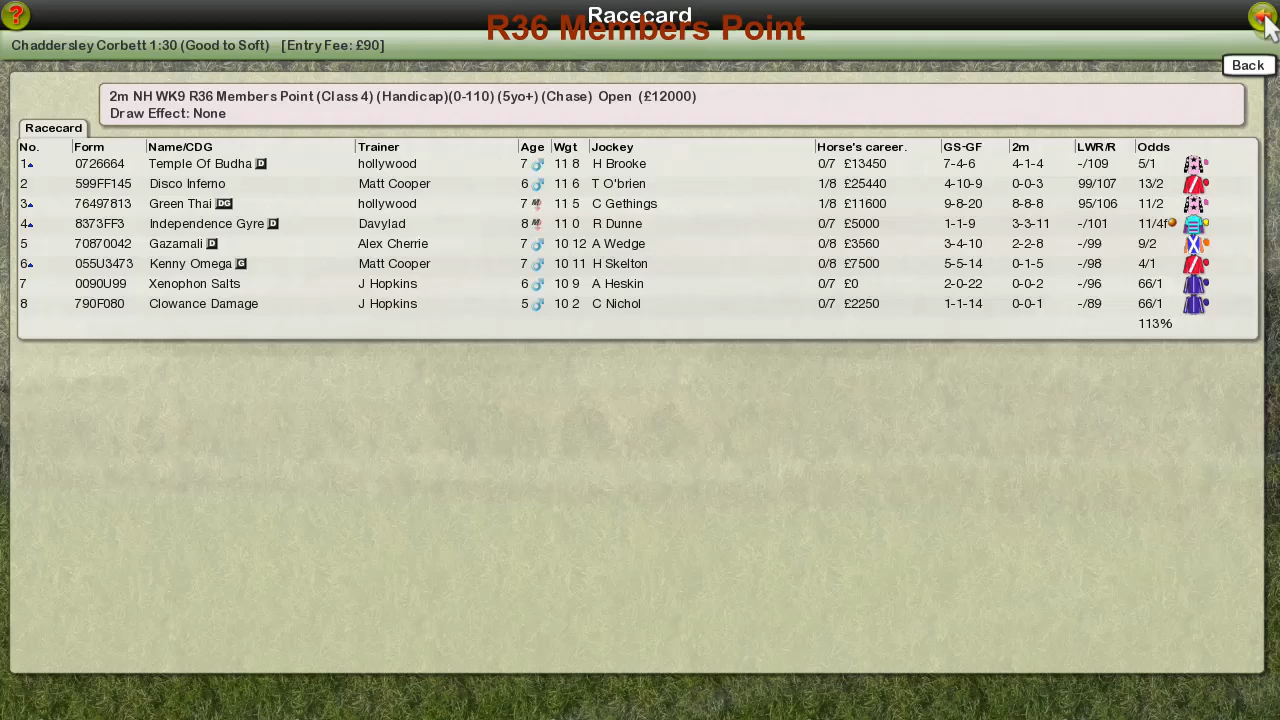 ?
Racecard
R36 Members Point
Chaddersley Corbett 1:30 (Good to Soft) [Entry Fee: £90]
Back
2m NH WK9 R36 Members Point (Class 4) (Handicap)(0-110) (5yo+) (Chase) Open (£12000)
Draw Effect: None
Racecard
No. Form Name/CDG Trainer Age Wgt Jockey Horse's career. GS-GF 2m LWR/R Odds
1 0726664 Temple Of Budha D hollywood 7 11 8 H Brooke 0/7 £13450 7-4-6 4-1-4 -/109 5/1
2 599FF145 Disco Inferno Matt Cooper 6 11 6 T O'brien 1/8 £25440 4-10-9 0-0-3 99/107 13/2
3 76497813 Green Thai DG hollywood 7 11 5 C Gethings 1/8 £11600 9-8-20 8-8-8 95/106 11/2
4 8373FF3 Independence Gyre D Davylad 8 11 0 R Dunne 0/7 £5000 1-1-9 3-3-11 -/101 11/4f
5 70870042 Gazamali D Alex Cherrie 7 10 12 A Wedge 0/8 £3560 3-4-10 2-2-8 -/99 9/2
6 055U3473 Kenny Omega G Matt Cooper 7 10 11 H Skelton 0/8 £7500 5-5-14 0-1-5 -/98 4/1
7 0090U99 Xenophon Salts J Hopkins 6 10 9 A Heskin 0/7 £0 2-0-22 0-0-2 -/96 66/1
8 790F080 Clowance Damage J Hopkins 5 10 2 C Nichol 0/7 £2250 1-1-14 0-0-1 -/89 66/1
113%